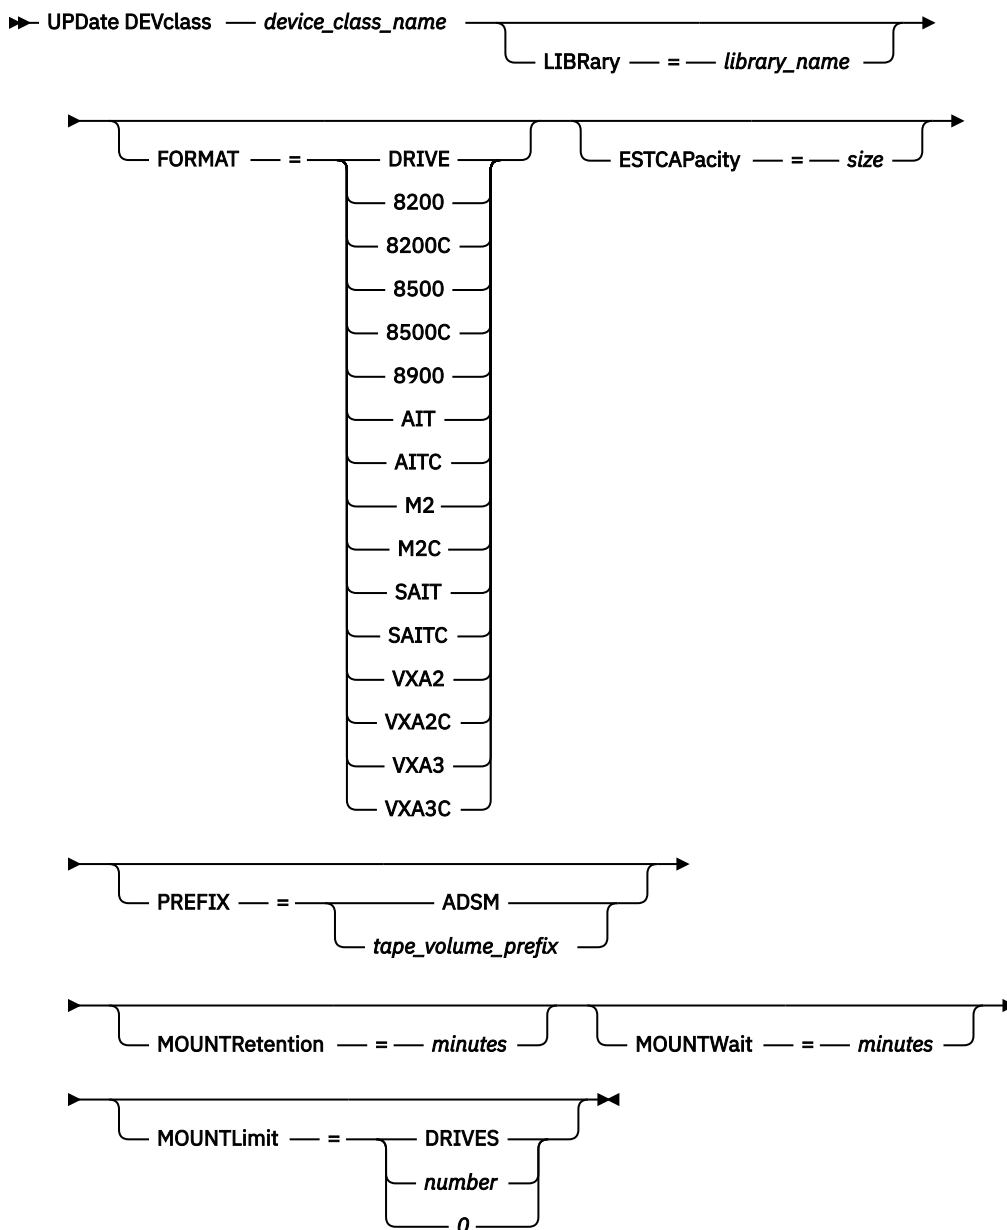 UPDate DEVclass device_class_name
LIBRary = library_name
FORMAT = DRIVE
ESTCAPacity = size
8200
8200C
8500
8500C
8900
AIT
AITC
M2
M2C
SAIT
SAITC
VXA2
VXA2C
VXA3
VXA3C
PREFIX = ADSM
tape_volume_prefix
MOUNTRetention = minutes
MOUNTWait = minutes
MOUNTLimit = DRIVES
number
0